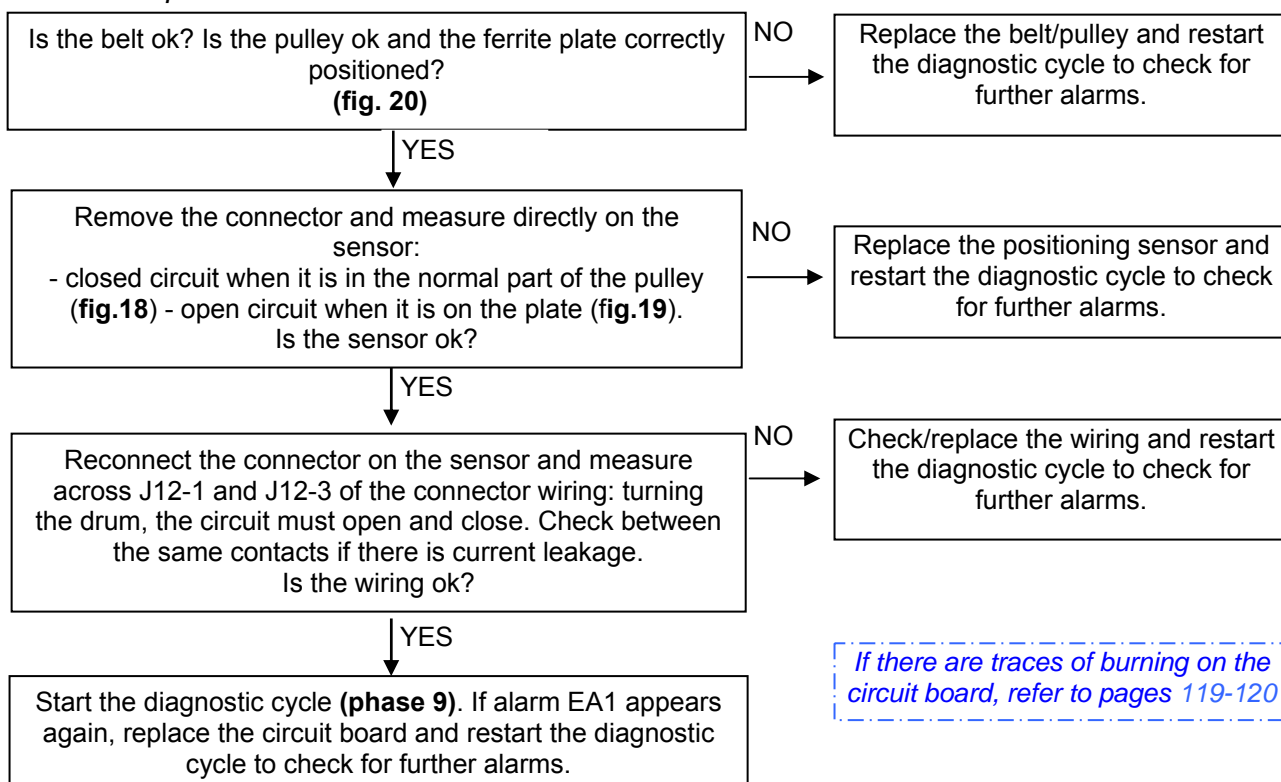 Is the belt ok? Is the pulley ok and the ferrite plate correctly
positioned?
(fig. 20)
NO
Replace the belt/pulley and restart
the diagnostic cycle to check for
further alarms.
YES
Remove the connector and measure directly on the
sensor:
- closed circuit when it is in the normal part of the pulley
(fig.18) - open circuit when it is on the plate (fig.19).
Is the sensor ok?
NO
Replace the positioning sensor and
restart the diagnostic cycle to check
for further alarms.
YES
Reconnect the connector on the sensor and measure
across J12-1 and J12-3 of the connector wiring: turning
the drum, the circuit must open and close. Check between
the same contacts if there is current leakage.
Is the wiring ok?
NO
Check/replace the wiring and restart
the diagnostic cycle to check for
further alarms.
YES
Start the diagnostic cycle (phase 9). If alarm EA1 appears
again, replace the circuit board and restart the diagnostic
cycle to check for further alarms.
If there are traces of burning on the
circuit board, refer to pages 119-120